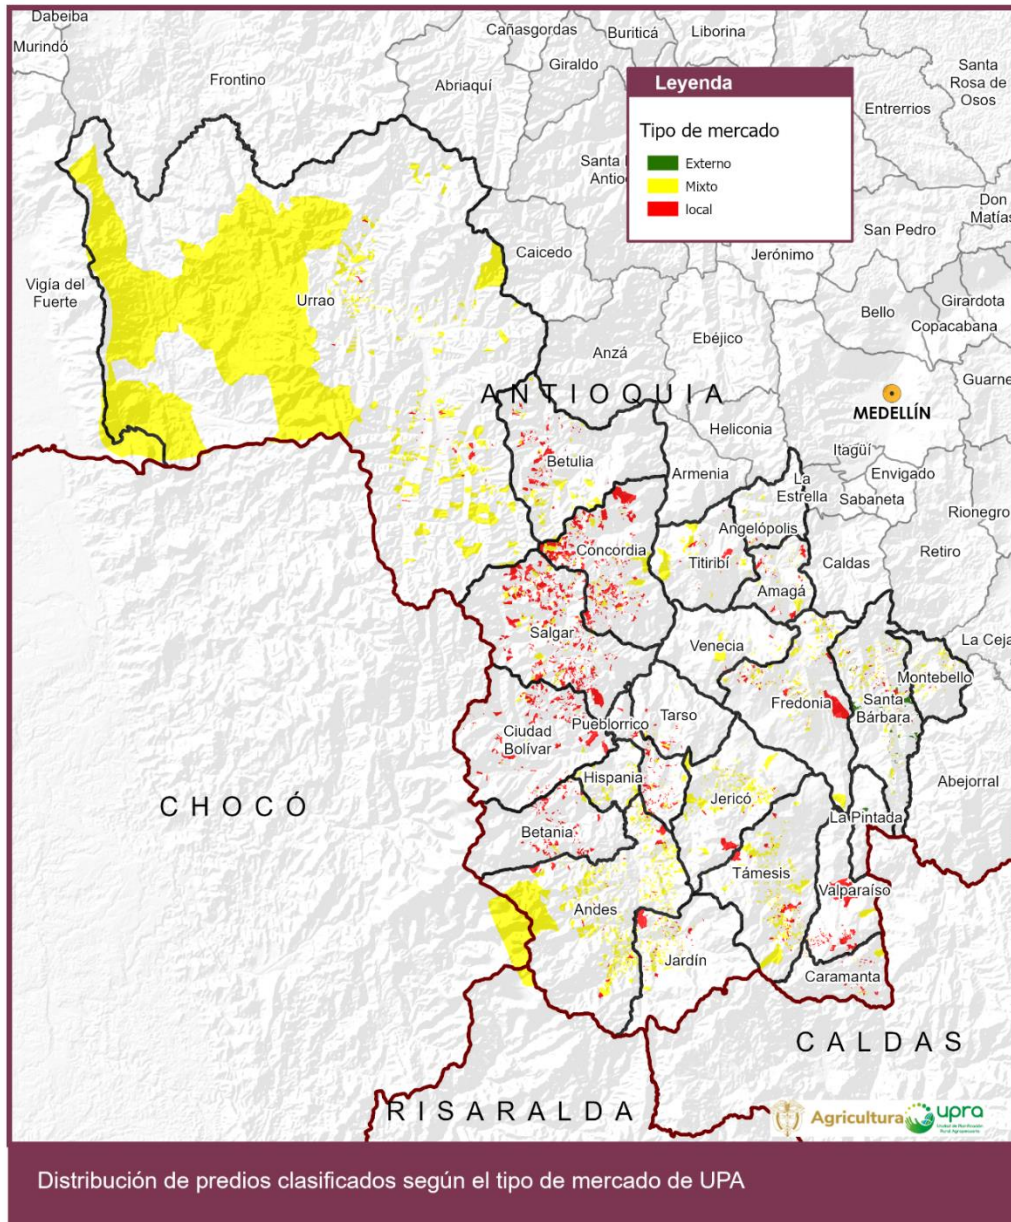 Dabeiba
Murindó
Frontino
Cañasgordas
Buriticá
Liborina
Giraldo
Abriaquí
Santa
Rosa de
Osos
Entrerrios
Leyenda
Tipo de mercado
Externo
Mixto
local
Santa
Antio
Don
Matías
San Pedro
Jerónimo
Caicedo
Vigía del
Fuerte
Urrao
Girardota
Bello
Copacabana
Ebéjico
Anzá
Guarne
ANTIOQUIA
MEDELLÍN
Heliconia
Itagüí
Betulia
Armenia
La
Estrella
Envigado
Sabaneta
Rionegro
Angelópolis
Concordia
Titiribí
Caldas
Retiro
Amagá
Salgar
Venecia
La Ceja
Montebello
Fredonia
Santa
Bárbara
Tarso
Pueblorrico
Ciudad
Bolívar
Hispania
Jericó
Abejorral
CHOCÓ
La Pintada
Betania
Támesis
Valparaíso
Andes
Jardín
Caramanta
CALDAS
RISARALDA
Agricultura
upra
Distribución de predios clasificados según el tipo de mercado de UPA